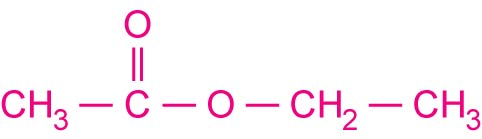 O
CH₃ — C — O — CH₂ — CH₃